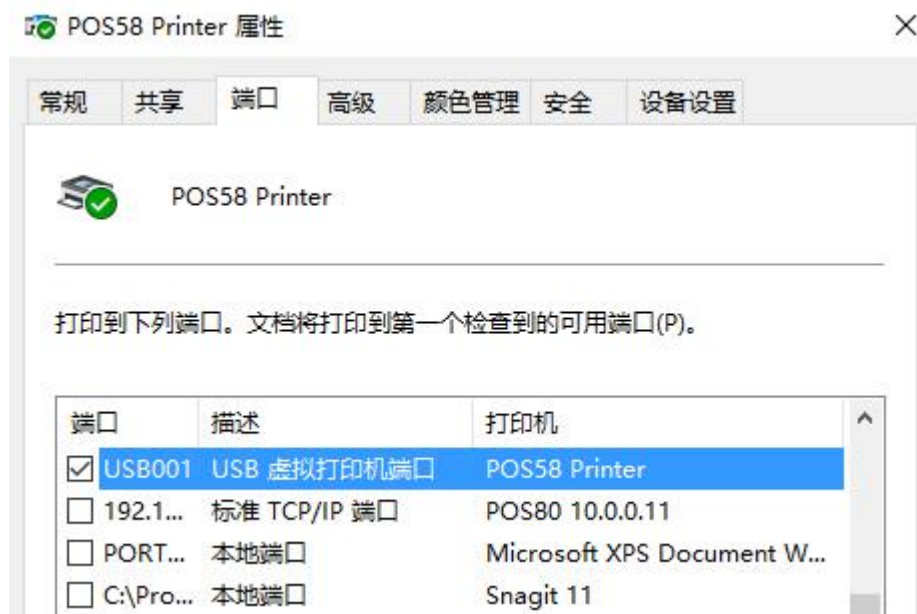 POS58 Printer 属性
常规 共享 端口 高级 颜色管理 安全 设备设置
POS58 Printer
打印到下列端口。文档将打印到第一个检查到的可用端口(P)。
端口 描述 打印机
USB001 USB 虚拟打印机端口 POS58 Printer
192.1... 标准 TCP/IP 端口 POS80 10.0.0.11
PORT... 本地端口 Microsoft XPS Document W...
C:\Pro... 本地端口 Snagit 11